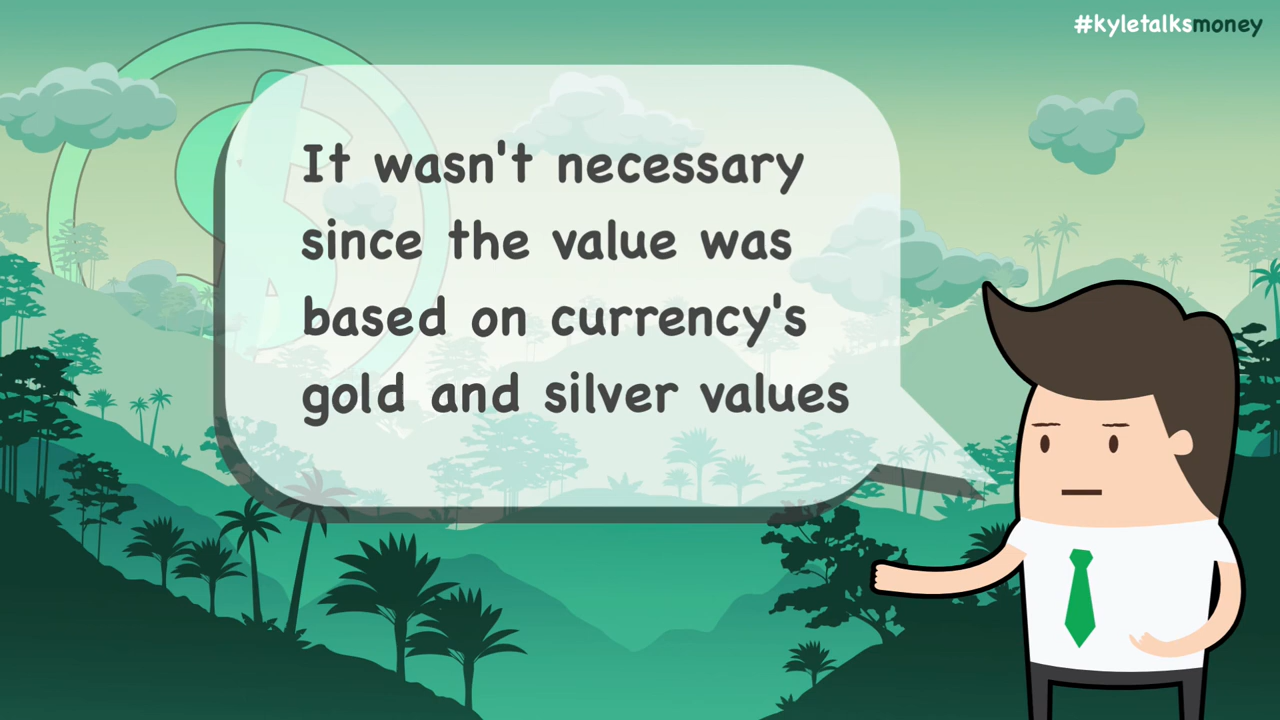 #kyletalksmoney
It wasn't necessary
since the value was
based on currency's
gold and silver values